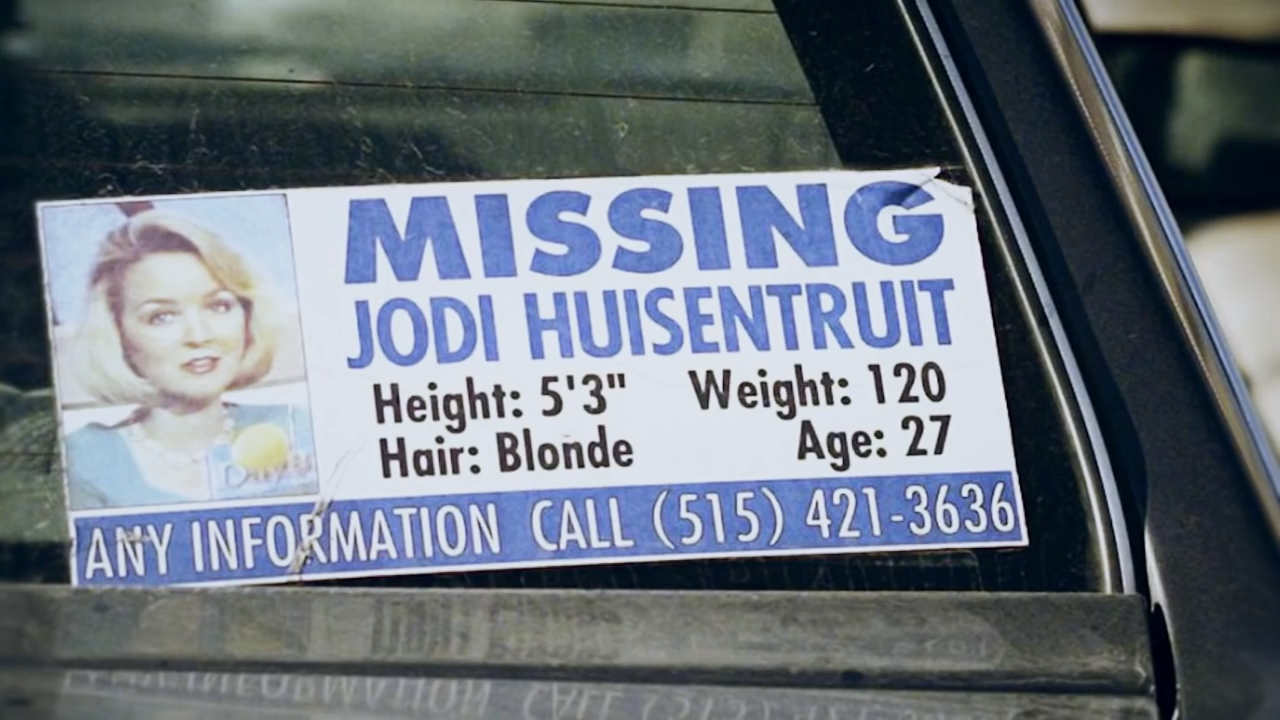 MISSING
JODI HUISENTRUIT
Height: 5'3" Weight: 120
Hair: Blonde Age: 27
ANY INFORMATION CALL (515) 421-3636